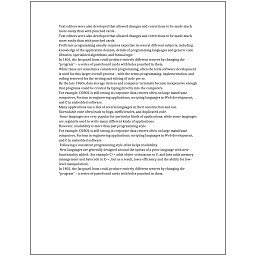 Text editors were also developed that allowed changes and corrections to be made much
more easily than with punched cards.
Text editors were also developed that allowed changes and corrections to be made much
more easily than with punched cards.
Proficient programming usually requires expertise in several different subjects, including
knowledge of the application domain, details of programming languages and generic code
libraries, specialized algorithms, and formal logic.
In 1801, the Jacquard loom could produce entirely different weaves by changing the
"program" - a series of pasteboard cards with holes punched in them.
While these are sometimes considered programming, often the term software development
is used for this larger overall process - with the terms programming, implementation, and
coding reserved for the writing and editing of code per se.
By the late 1960s, data storage devices and computer terminals became inexpensive enough
that programs could be created by typing directly into the computers.
For example, COBOL is still strong in corporate data centers often on large mainframe
computers, Fortran in engineering applications, scripting languages in Web development,
and C in embedded software.
Many applications use a mix of several languages in their construction and use.
Unreadable code often leads to bugs, inefficiencies, and duplicated code.
Some languages are very popular for particular kinds of applications, while some languages
are regularly used to write many different kinds of applications.
However, readability is more than just programming style.
For example, COBOL is still strong in corporate data centers often on large mainframe
computers, Fortran in engineering applications, scripting languages in Web development,
and C in embedded software.
Following a consistent programming style often helps readability.
New languages are generally designed around the syntax of a prior language with new
functionality added, (for example C++ adds object-orientation to C, and Java adds memory
management and bytecode to C++, but as a result, loses efficiency and the ability for low-
level manipulation).
In 1801, the Jacquard loom could produce entirely different weaves by changing the
"program" - a series of pasteboard cards with holes punched in them.